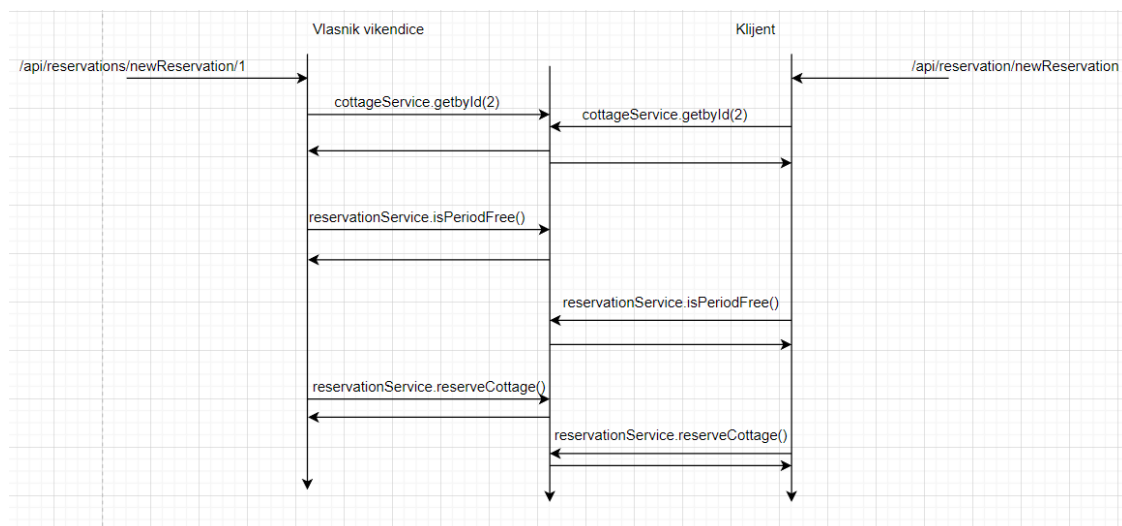 Vlasnik vikendice
Klijent
/api/reservations/newReservation/1
/api/reservation/newReservation
cottageService.getbyId(2)
cottageService.getbyId(2)
reservationService.isPeriodFree()
reservationService.isPeriodFree()
reservationService.reserveCottage()
reservationService.reserveCottage()